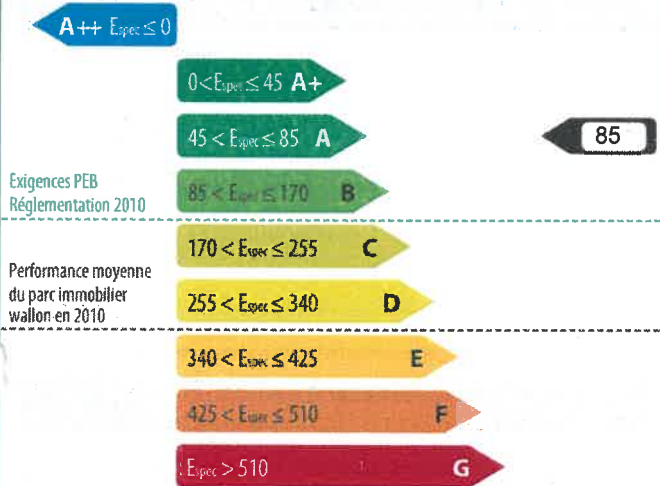 A++ Espec ≤ 0
0 < Espec ≤ 45 A+
45 < Espec ≤ 85 A
85
Exigences PEB
Réglementation 2010
85 < Espec ≤ 170 B
170 < Espec ≤ 255 C
Performance moyenne
du parc immobilier
wallon en 2010
255 < Espec ≤ 340 D
340 < Espec ≤ 425 E
425 < Espec ≤ 510 F
Espec > 510 G